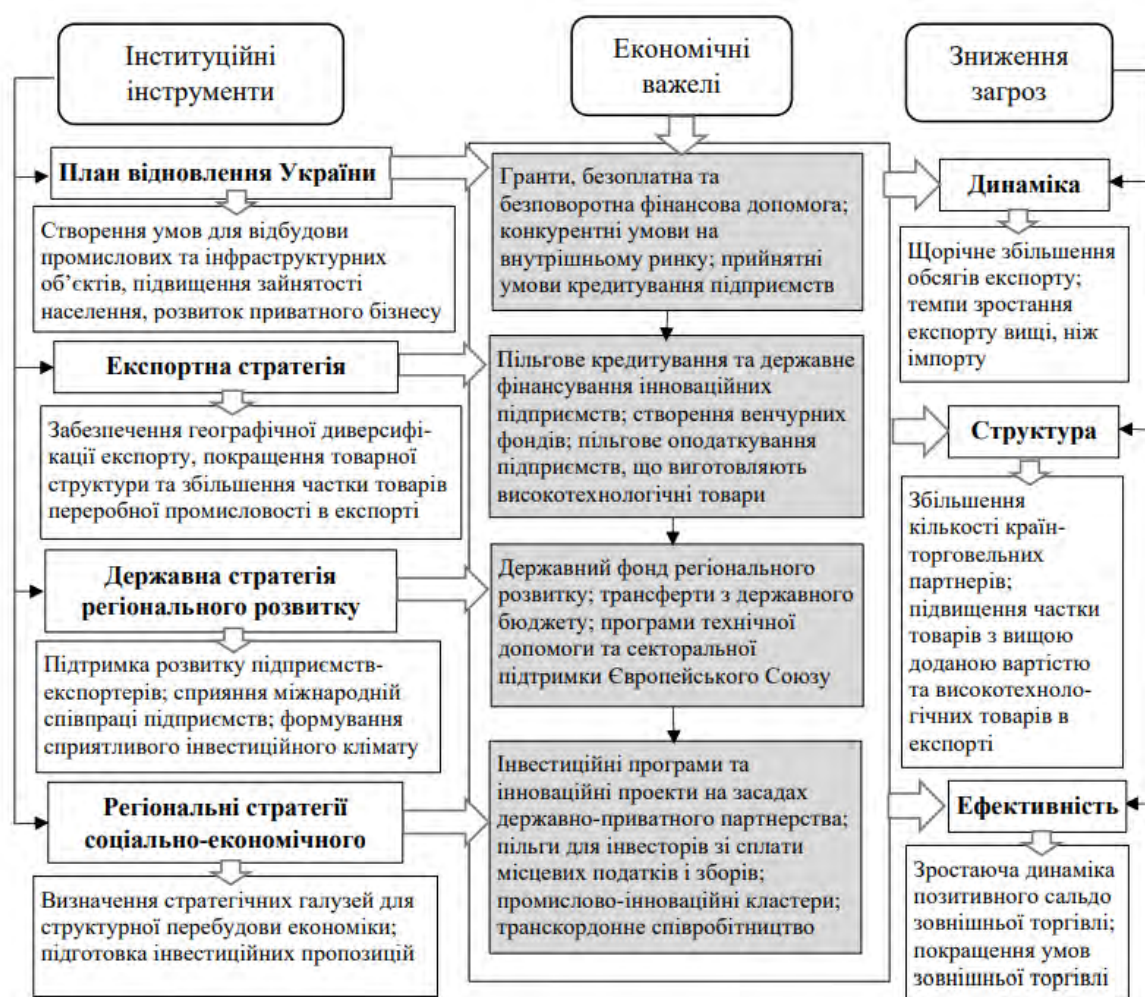 Інституційні
інструменти
Економічні
важелі
Зниження
загроз
План відновлення України
Створення умов для відбудови
промислових та інфраструктурних
об’єктів, підвищення зайнятості
населення, розвиток приватного бізнесу
Експортна стратегія
Забезпечення географічної диверсифі-
кації експорту, покращення товарної
структури та збільшення частки товарів
переробної промисловості в експорті
Державна стратегія
регіонального розвитку
Підтримка розвитку підприємств-
експортерів; сприяння міжнародній
співпраці підприємств; формування
сприятливого інвестиційного клімату
Регіональні стратегії
соціально-економічного
Визначення стратегічних галузей для
структурної перебудови економіки;
підготовка інвестиційних пропозицій
Гранти, безоплатна та
безповоротна фінансова допомога;
конкурентні умови на
внутрішньому ринку; прийнятні
умови кредитування підприємств
Пільгове кредитування та державне
фінансування інноваційних
підприємств; створення венчурних
фондів; пільгове оподаткування
підприємств, що виготовляють
високотехнологічні товари
Державний фонд регіонального
розвитку; трансферти з державного
бюджету; програми технічної
допомоги та секторальної
підтримки Європейського Союзу
Інвестиційні програми та
інноваційні проекти на засадах
державно-приватного партнерства;
пільги для інвесторів зі сплати
місцевих податків і зборів;
промислово-інноваційні кластери;
транскордонне співробітництво
Динаміка
Щорічне збільшення
обсягів експорту;
темпи зростання
експорту вищі, ніж
імпорту
Структура
Збільшення
кількості країн-
торговельних
партнерів;
підвищення частки
товарів з вищою
доданою вартістю
та високотехноло-
гічних товарів в
експорті
Ефективність
Зростаюча динаміка
позитивного сальдо
зовнішньої торгівлі;
покращення умов
зовнішньої торгівлі